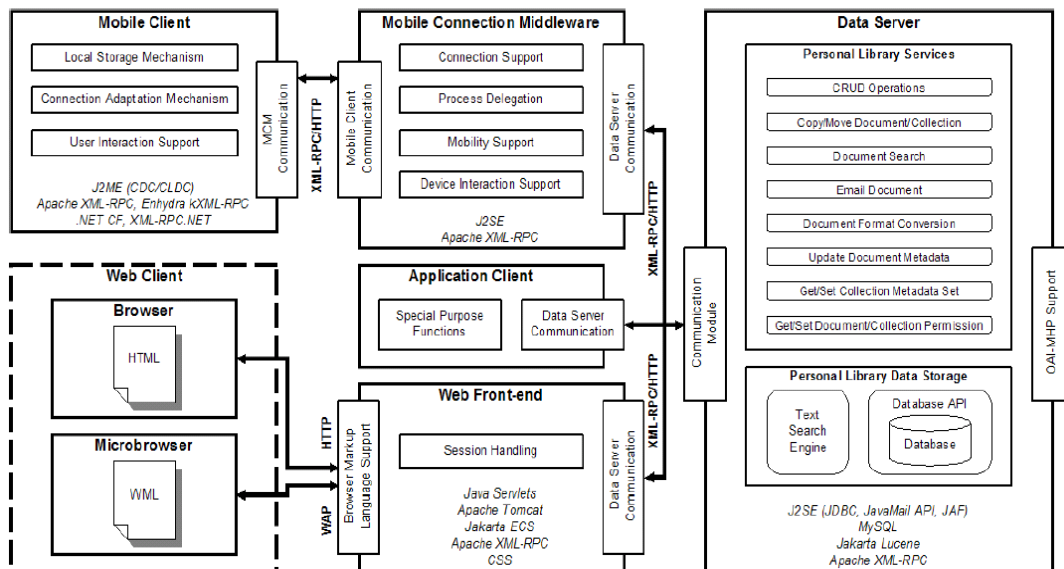 Mobile Client
Local Storage Mechanism
Connection Adaptation Mechanism
User Interaction Support
J2ME (CDC/CLDC)
Apache XML-RPC, Enhydra kXML-RPC
.NET CF, XML-RPC.NET
MCM
Communication
XML-RPC/HTTP
Mobile Connection Middleware
Mobile Client
Communication
Connection Support
Process Delegation
Mobility Support
Device Interaction Support
J2SE
Apache XML-RPC
Data Server
Communication
XML-RPC/HTTP
Web Client
Browser
HTML
Microbrowser
WML
HTTP
WAP
Application Client
Special Purpose
Functions
Data Server
Communication
Web Front-end
Browser Markup
Language Support
Session Handling
Java Servlets
Apache Tomcat
Jakarta ECS
Apache XML-RPC
CSS
Data Server
Communication
XML-RPC/HTTP
Data Server
Communication
Module
Personal Library Services
CRUD Operations
Copy/Move Document/Collection
Document Search
Email Document
Document Format Conversion
Update Document Metadata
Get/Set Collection Metadata Set
Get/Set Document/Collection Permission
Personal Library Data Storage
Text
Search
Engine
Database API
Database
J2SE (JDBC, JavaMail API, JAF)
MySQL
Jakarta Lucene
Apache XML-RPC
OAI-MHP Support